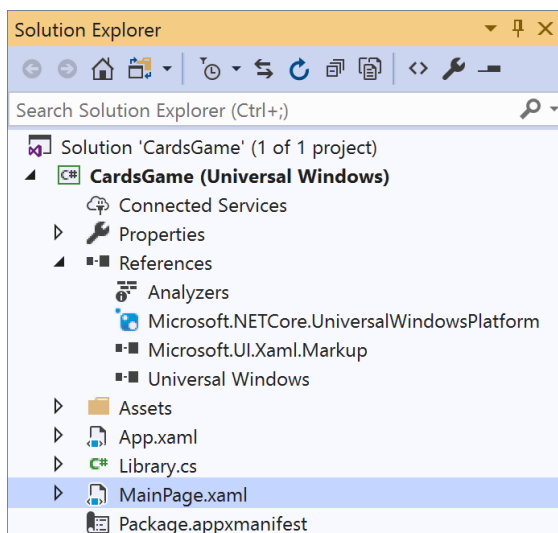 Solution Explorer
Search Solution Explorer (Ctrl+;)
Solution 'CardsGame' (1 of 1 project)
C# CardsGame (Universal Windows)
Connected Services
Properties
References
Analyzers
Microsoft.NETCore.UniversalWindowsPlatform
Microsoft.UI.Xaml.Markup
Universal Windows
Assets
App.xaml
C# Library.cs
MainPage.xaml
Package.appxmanifest